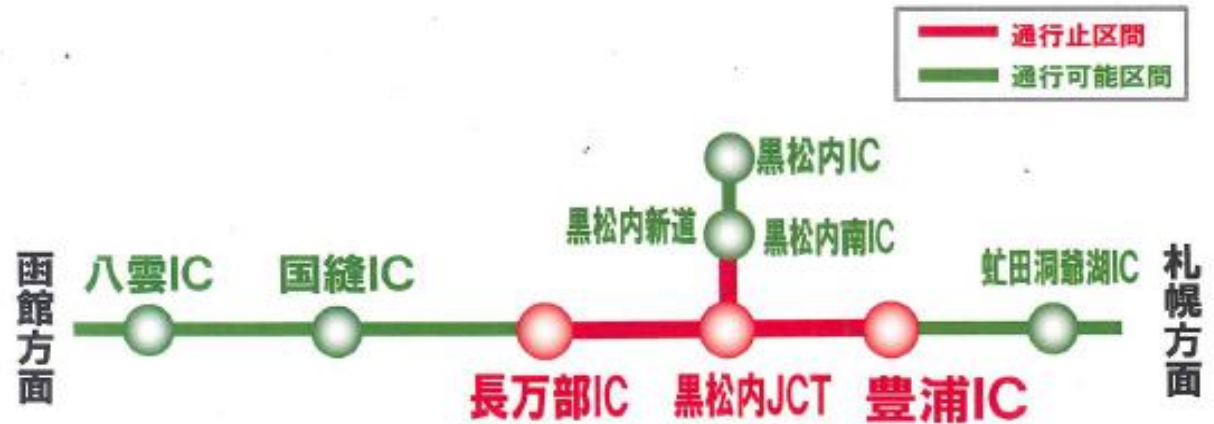 通行止区間
通行可能区間
黒松内IC
黒松内新道
黒松内南IC
函館方面
八雲IC
国縫IC
虻田洞爺湖IC
札幌方面
長万部IC
黒松内JCT
豊浦IC